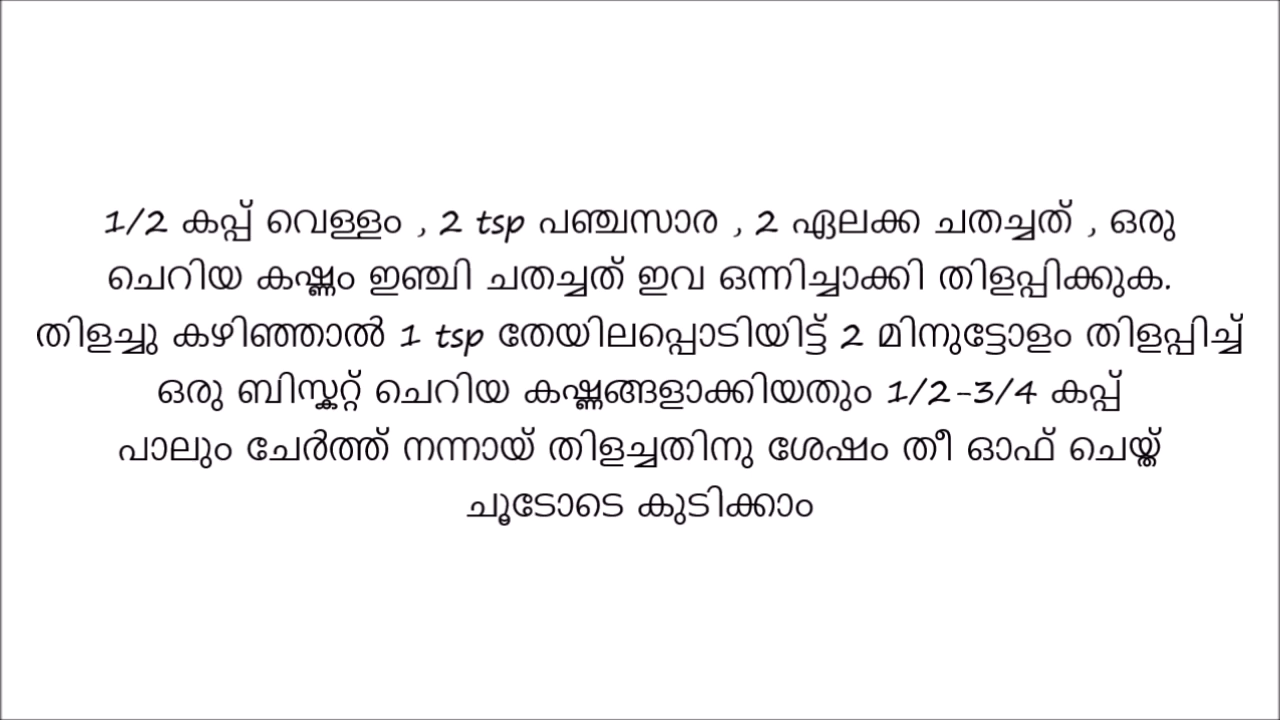 1/2 കപ്പ് വെള്ളം , 2 tsp പഞ്ചസാര , 2 ഏലക്ക ചതച്ചത് , ഒരു
ചെറിയ കഷ്ണം ഇഞ്ചി ചതച്ചത് ഇവ ഒന്നിച്ചാക്കി തിളപ്പിക്കുക.
തിളച്ചു കഴിഞ്ഞാൽ 1 tsp തേയിലപ്പൊടിയിട്ട് 2 മിനുട്ടോളം തിളപ്പിച്ച്
ഒരു ബിസ്കറ്റ് ചെറിയ കഷ്ണങ്ങളാക്കിയതും 1/2-3/4 കപ്പ്
പാലും ചേർത്ത് നന്നായ് തിളച്ചതിനു ശേഷം തീ ഓഫ് ചെയ്ത്
ചൂടോടെ കുടിക്കാം